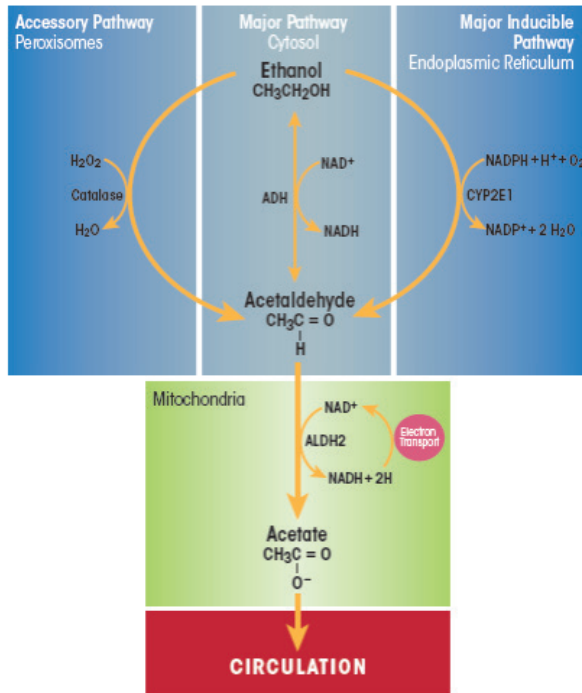 Accessory Pathway
Peroxisomes
Major Pathway
Cytosol
Major Inducible
Pathway
Endoplasmic Reticulum
Ethanol
CH3CH2OH
H2O2
Catalase
H2O
NAD+
ADH
NADH
NADPH + H+ + O2
CYP2E1
NADP+ + 2 H2O
Acetaldehyde
CH3C = O
H
Mitochondria
NAD+
ALDH2
NADH + 2H
Electron
Transport
Acetate
CH3C = O
O−
CIRCULATION